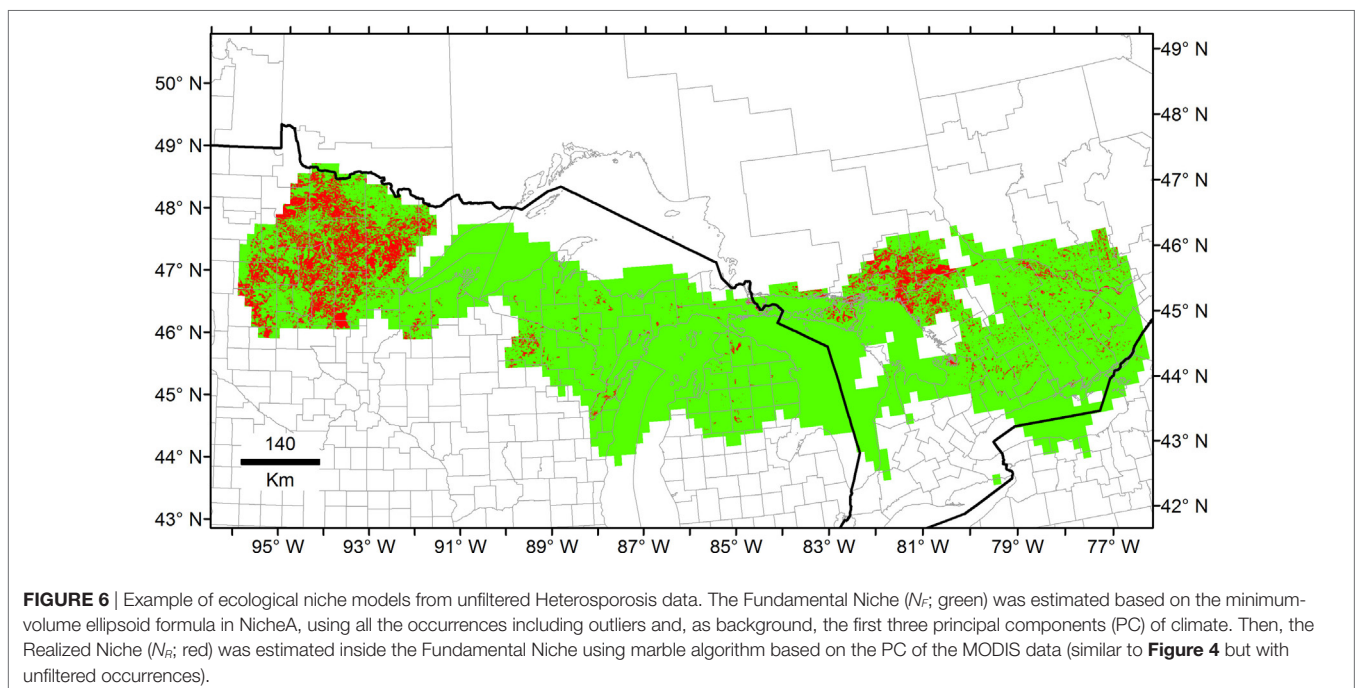 50° N
49° N
48° N
47° N
46° N
45° N
44° N
43° N
49° N
48° N
47° N
46° N
45° N
44° N
43° N
42° N
140
Km
95° W 93° W 91° W 89° W 87° W 85° W 83° W 81° W 79° W 77° W
FIGURE 6 | Example of ecological niche models from unfiltered Heterosporosis data. The Fundamental Niche (NF; green) was estimated based on the minimum-
volume ellipsoid formula in NicheA, using all the occurrences including outliers and, as background, the first three principal components (PC) of climate. Then, the
Realized Niche (NR; red) was estimated inside the Fundamental Niche using marble algorithm based on the PC of the MODIS data (similar to Figure 4 but with
unfiltered occurrences).